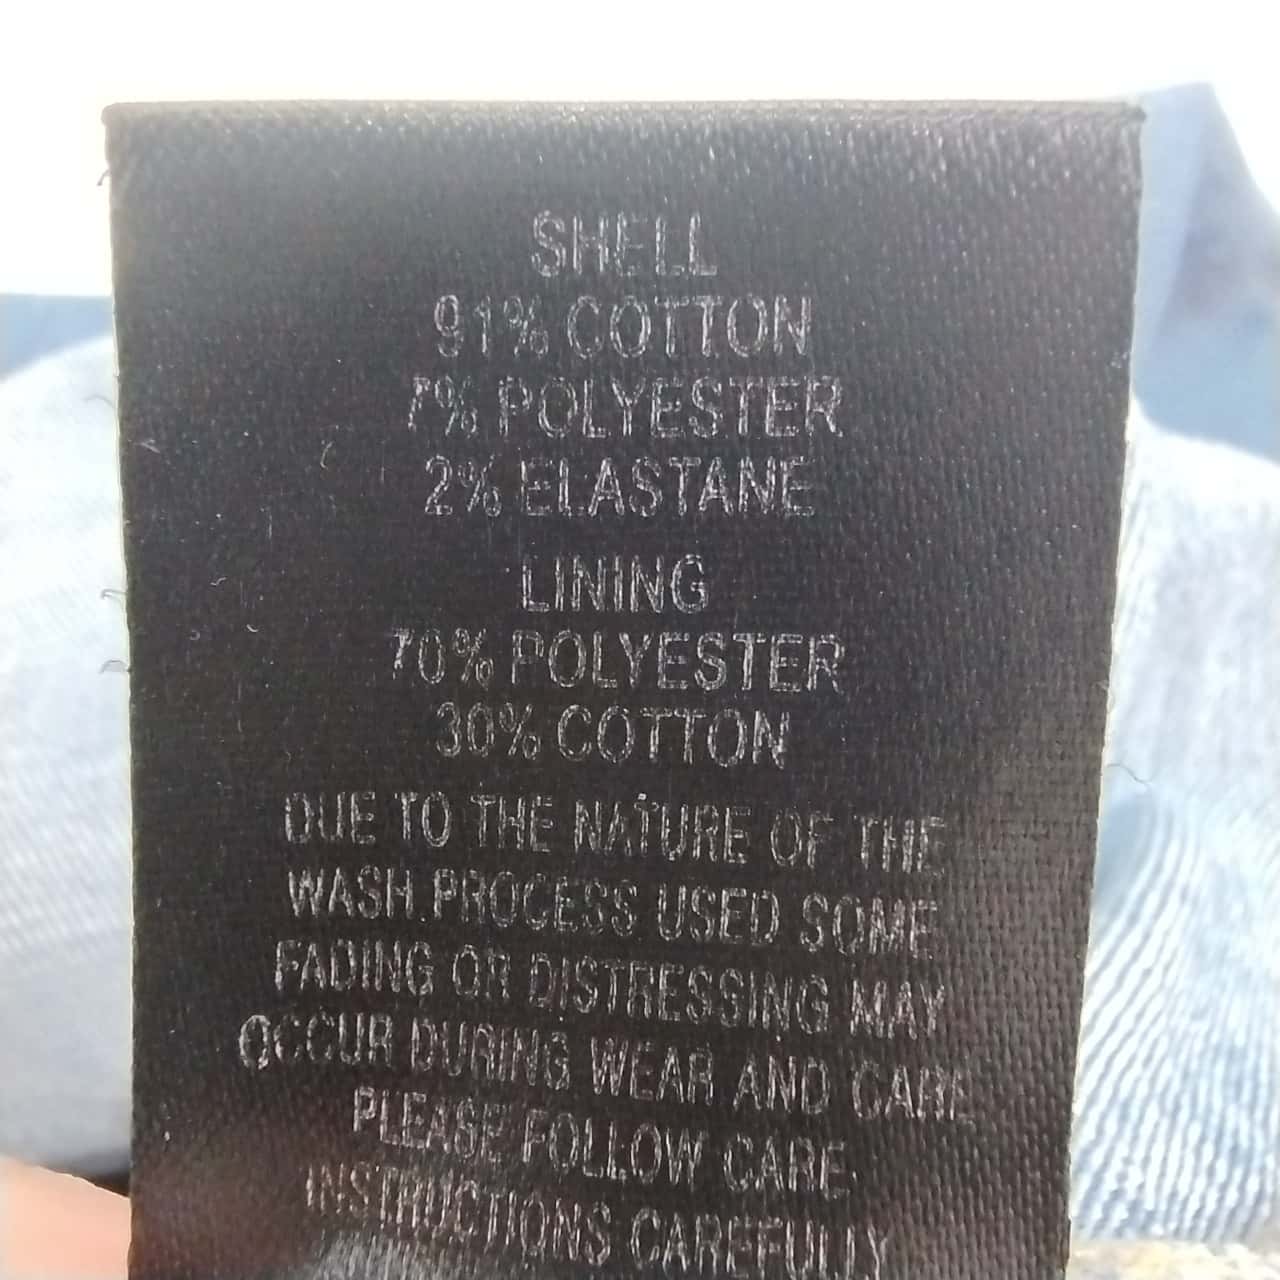 SHELL
91% COTTON
7% POLYESTER
2% ELASTANE
LINING
70% POLYESTER
30% COTTON
DUE TO THE NATURE OF THE
WASH PROCESS USED SOME
FADING OR DISTRESSING MAY
OCCUR DURING WEAR AND CARE
PLEASE FOLLOW CARE
INSTRUCTIONS CAREFULLY